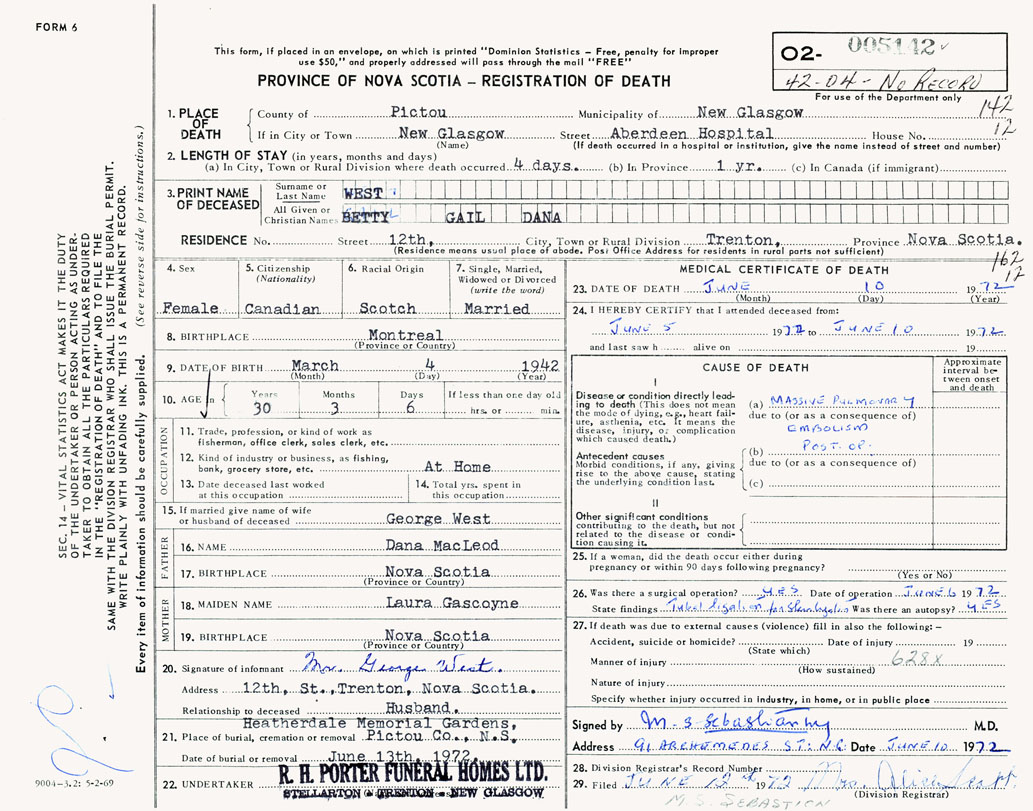 FORM 6
This form, if placed in an envelope, on which is printed "Dominion Statistics — Free, penalty for improper
use $50," and properly addressed will pass through the mail "FREE"
PROVINCE OF NOVA SCOTIA — REGISTRATION OF DEATH
O2- 005142
42-04 - No RECORD
For use of the Department only
142
12
1. PLACE OF DEATH
County of Pictou Municipality of New Glasgow
If in City or Town New Glasgow Street Aberdeen Hospital House No.
(Name) (If death occurred in a hospital or institution, give the name instead of street and number)
2. LENGTH OF STAY (in years, months and days)
(a) In City, Town or Rural Division where death occurred 4 days. (b) In Province 1 yr. (c) In Canada (if immigrant)
3. PRINT NAME OF DECEASED
Surname or Last Name WEST
All Given or Christian Names BETTY GAIL DANA
RESIDENCE No. Street 12th, City, Town or Rural Division Trenton, Province Nova Scotia.
(Residence means usual place of abode. Post Office Address for residents in rural parts not sufficient)
162
12
4. Sex
Female
5. Citizenship
(Nationality)
Canadian
6. Racial Origin
Scotch
7. Single, Married,
Widowed or Divorced
(write the word)
Married
8. BIRTHPLACE Montreal
(Province or Country)
9. DATE OF BIRTH March 4 1942
(Month) (Day) (Year)
10. AGE
Years Months Days If less than one day old
30 3 6 hrs. or min.
OCCUPATION
11. Trade, profession, or kind of work as
fisherman, office clerk, sales clerk, etc.
12. Kind of industry or business, as fishing,
bank, grocery store, etc. At Home
13. Date deceased last worked
at this occupation
14. Total yrs. spent in
this occupation
15. If married give name of wife
or husband of deceased George West
FATHER
16. NAME Dana MacLeod
17. BIRTHPLACE Nova Scotia
(Province or Country)
MOTHER
18. MAIDEN NAME Laura Gascoyne
19. BIRTHPLACE Nova Scotia
(Province or Country)
20. Signature of informant Mr. George West.
Address 12th, St., Trenton, Nova Scotia.
Relationship to deceased Husband.
Heatherdale Memorial Gardens,
21. Place of burial, cremation or removal Pictou Co., N.S.
Date of burial or removal June 13th, 1972
22. UNDERTAKER R. H. PORTER FUNERAL HOMES LTD.
STELLARTON TRENTON NEW GLASGOW
MEDICAL CERTIFICATE OF DEATH
23. DATE OF DEATH JUNE 10 1972
(Month) (Day) (Year)
24. I HEREBY CERTIFY that I attended deceased from:
JUNE 5 1972 to JUNE 10 1972
and last saw h alive on 19
CAUSE OF DEATH
Approximate
interval be-
tween onset
and death
I
Disease or condition directly lead-
ing to death (This does not mean
the mode of dying, e.g., heart fail-
ure, asthenia, etc. It means the
disease, injury, or complication
which caused death.)
(a) MASSIVE PULMONARY
due to (or as a consequence of)
EMBOLISM
POST OP.
Antecedent causes
Morbid conditions, if any, giving
rise to the above cause, stating
the underlying condition last.
(b)
due to (or as a consequence of)
(c)
II
Other significant conditions
contributing to the death, but not
related to the disease or condi-
tion causing it.
25. If a woman, did the death occur either during
pregnancy or within 90 days following pregnancy?
(Yes or No)
26. Was there a surgical operation? YES Date of operation JUNE 6 1972
State findings Tubal ligation for Was there an autopsy? YES
27. If death was due to external causes (violence) fill in also the following: —
Accident, suicide or homicide? Date of injury 19
(State which)
Manner of injury 628X
(How sustained)
Nature of injury
Specify whether injury occurred in industry, in home, or in public place
Signed by M. S. Sebastian M.D.
Address 91 ARCHEMEDES ST. Date JUNE 10 1972
28. Division Registrar's Record Number
29. Filed JUNE 12th 1972 Mrs.
(Division Registrar)
M.S. SEBASTIEN
SEC. 14 — VITAL STATISTICS ACT MAKES IT THE DUTY
OF THE UNDERTAKER OR PERSON ACTING AS UNDER-
TAKER TO OBTAIN ALL THE PARTICULARS REQUIRED
IN THE "REGISTRATION OF DEATH" AND TO FILE THE
SAME WITH THE DIVISION REGISTRAR WHO SHALL ISSUE THE BURIAL PERMIT.
WRITE PLAINLY WITH UNFADING INK. THIS IS A PERMANENT RECORD.
Every item of information should be carefully supplied. (See reverse side for instructions.)
9004-3.2: 5-2-69